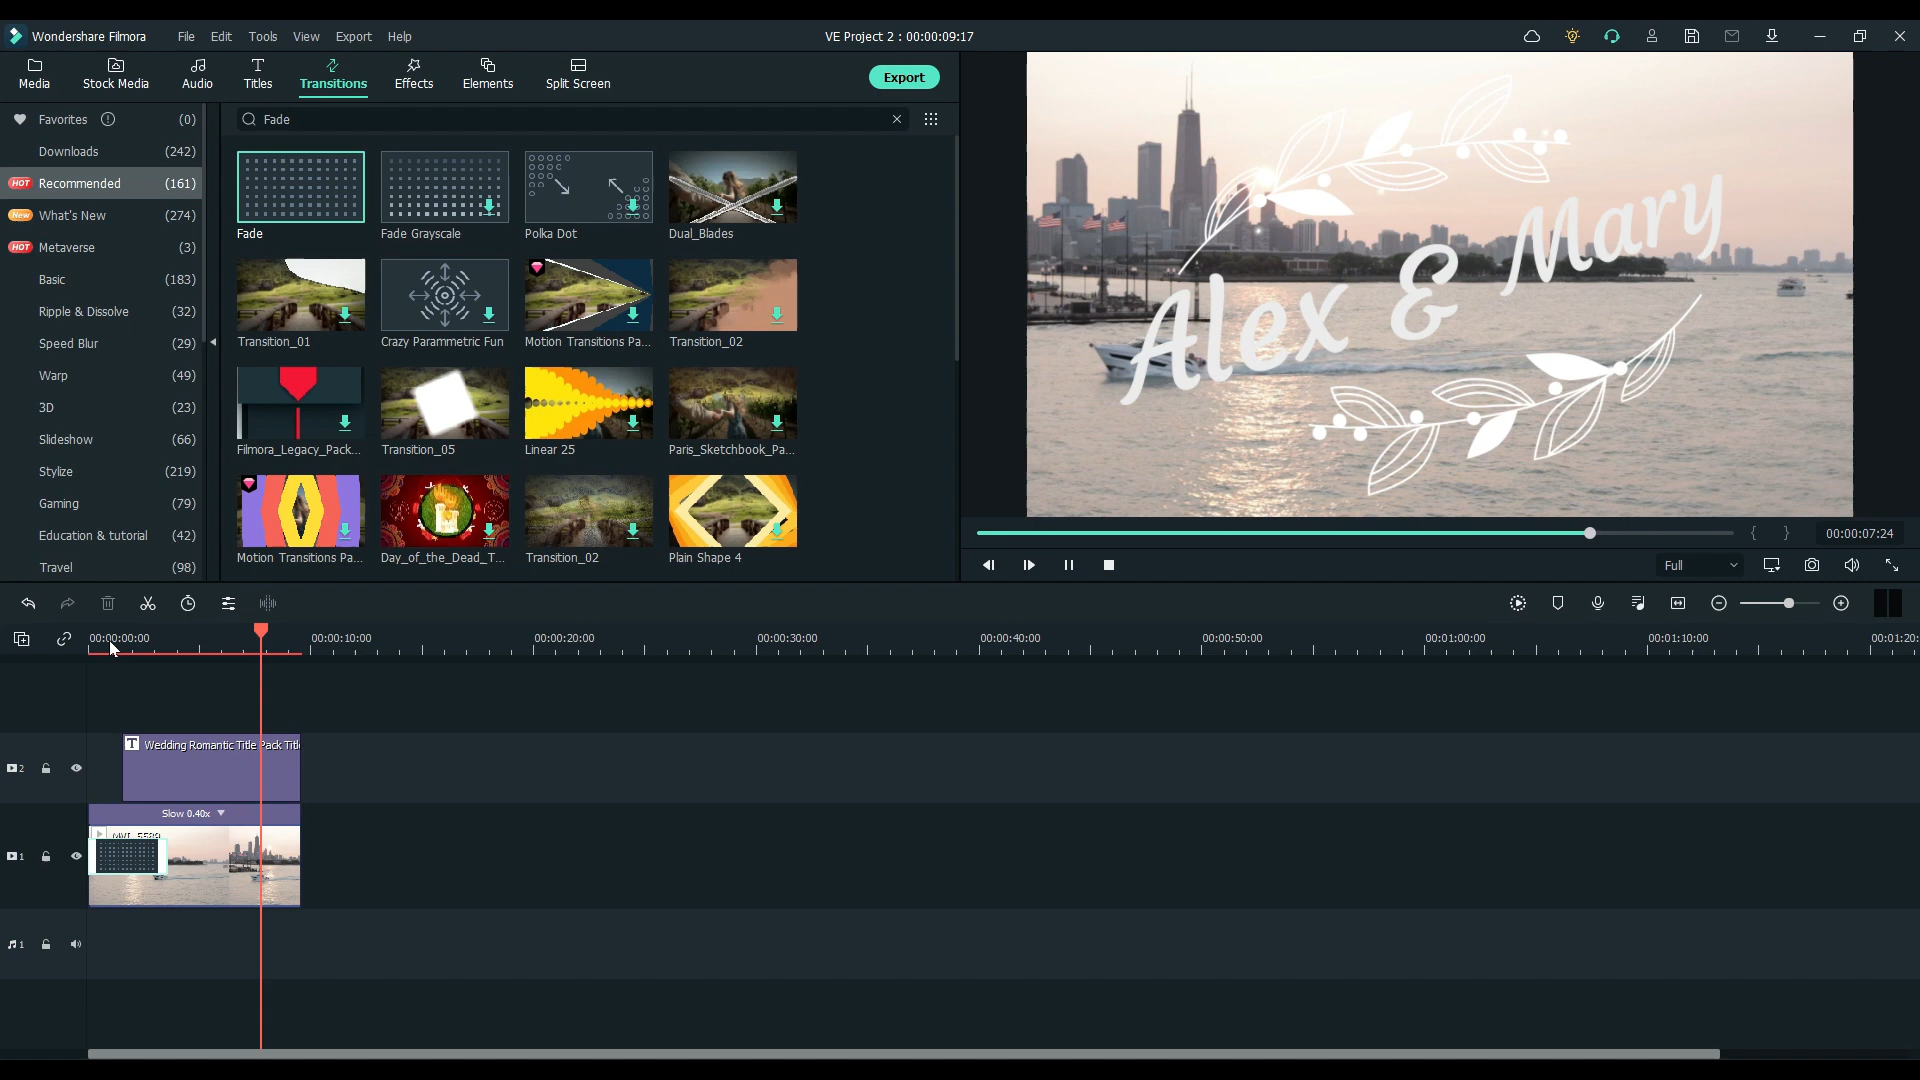 Wondershare Filmora File Edit Tools View Export Help VE Project 2 : 00:00:09:17
Media Stock Media Audio Titles Transitions Effects Elements Split Screen Export
Favorites (0)
Downloads (242)
HOT Recommended (161)
New What's New (274)
HOT Metaverse (3)
Basic (183)
Ripple & Dissolve (32)
Speed Blur (29)
Warp (49)
3D (23)
Slideshow (66)
Stylize (219)
Gaming (79)
Education & tutorial (42)
Travel (98)
Fade
Fade Fade Grayscale Polka Dot Dual_Blades
Transition_01 Crazy Parammetric Fun Motion Transitions Pa... Transition_02
Filmora_Legacy_Pack... Transition_05 Linear 25 Paris_Sketchbook_Pa...
Motion Transitions Pa... Day_of_the_Dead_T... Transition_02 Plain Shape 4
Alex & Mary
00:00:07:24
Full
00:00:00:00 00:00:10:00 00:00:20:00 00:00:30:00 00:00:40:00 00:00:50:00 00:01:00:00 00:01:10:00 00:01:20:
2 T Wedding Romantic Title Pack Titl
Slow 0.40x
MVI_5589
1
1